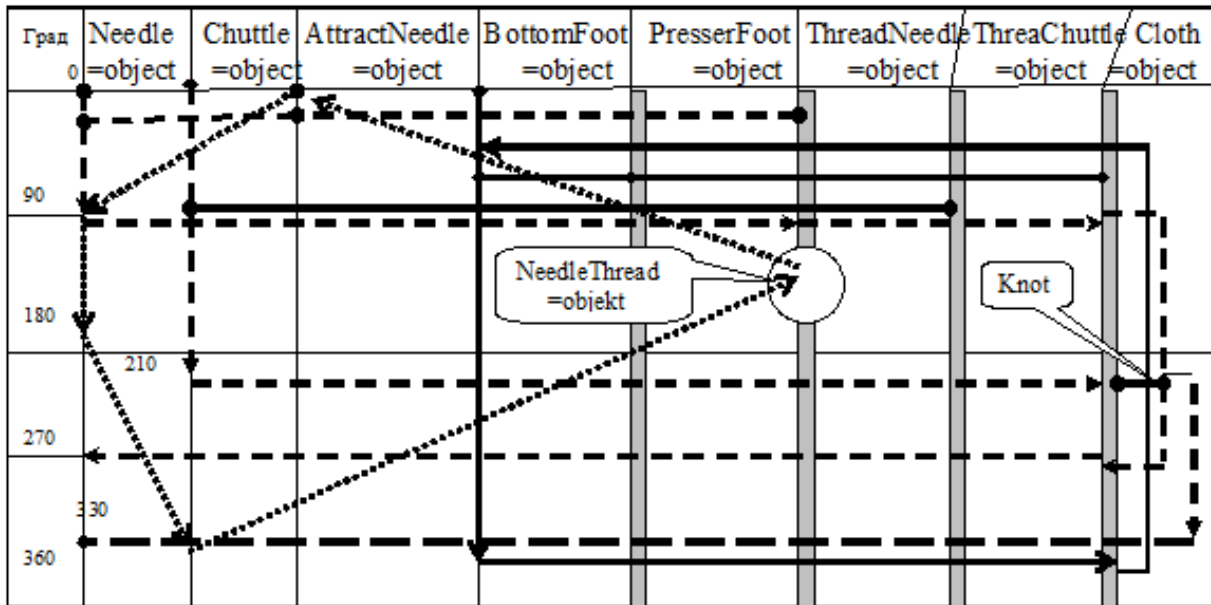 Град Needle Chuttle AttractNeedle BottomFoot PresserFoot ThreadNeedle ThreaChuttle Cloth
0 =object =object =object =object =object =object =object =object
90
NeedleThread
=objekt
Knot
180
210
270
330
360